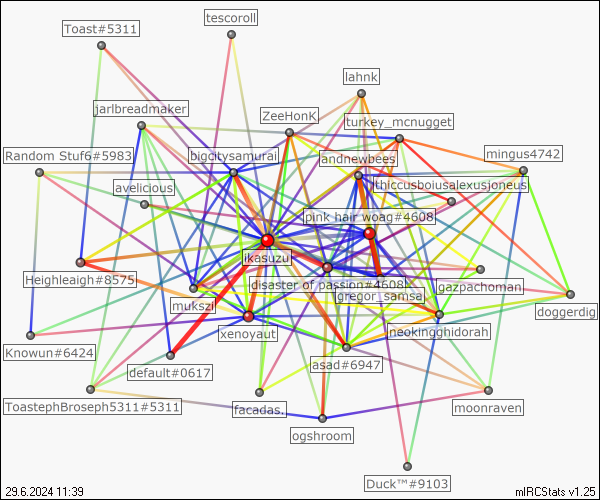 tescoroll
Toast#5311
lahnk
jarlbreadmaker
ZeeHonK
turkey_mcnugget
Random Stuf6#5983
bigcitysamurai
andnewbees
mingus4742
avelicious
thiccusboiusalexusjoneus
pink hair woag#4608
ikasuzu
Heighleaigh#8575
disaster of passion#4608
gazpachoman
mukszi
gregor_samsa
doggerdig
xenoyaut
neokingghidorah
Knowun#6424
default#0617
asad#6947
ToastephBroseph5311#5311
facadas.
moonraven
ogshroom
Duck™#9103
29.6.2024 11:39
mIRCStats v1.25